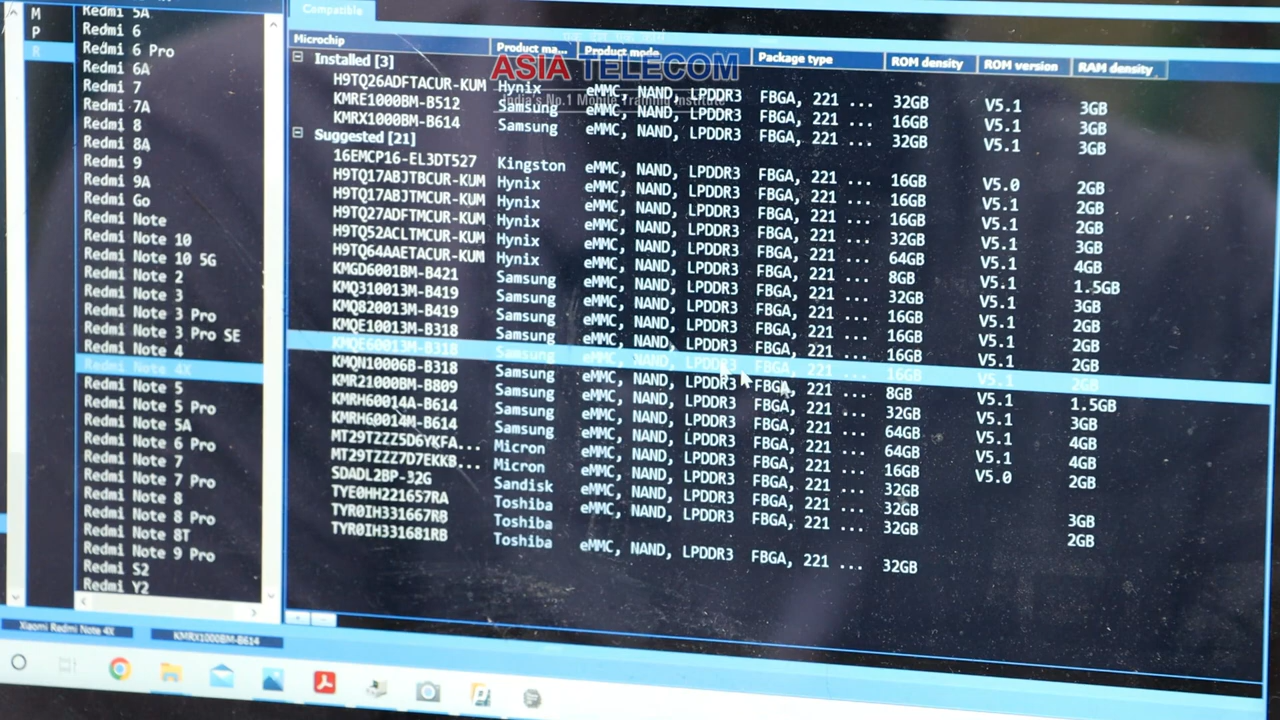 Compatible
M
P
R
Redmi 5A
Redmi 6
Redmi 6 Pro
Redmi 6A
Redmi 7
Redmi 7A
Redmi 8
Redmi 8A
Redmi 9
Redmi 9A
Redmi Go
Redmi Note
Redmi Note 10
Redmi Note 10 5G
Redmi Note 2
Redmi Note 3
Redmi Note 3 Pro
Redmi Note 3 Pro SE
Redmi Note 4
Redmi Note 4X
Redmi Note 5
Redmi Note 5 Pro
Redmi Note 5A
Redmi Note 6 Pro
Redmi Note 7
Redmi Note 7 Pro
Redmi Note 8
Redmi Note 8 Pro
Redmi Note 8T
Redmi Note 9 Pro
Redmi S2
Redmi Y2
Microchip Product ma... Product mode Package type ROM density ROM version RAM density
ASIA TELECOM
India's No.1 Mobile Training Institute
Installed [3]
H9TQ26ADFTACUR-KUM Hynix eMMC, NAND, LPDDR3 FBGA, 221 ... 32GB V5.1 3GB
KMRE1000BM-B512 Samsung eMMC, NAND, LPDDR3 FBGA, 221 ... 16GB V5.1 3GB
KMRX1000BM-B614 Samsung eMMC, NAND, LPDDR3 FBGA, 221 ... 32GB V5.1 3GB
Suggested [21]
16EMCP16-EL3DT527 Kingston eMMC, NAND, LPDDR3 FBGA, 221 ... 16GB V5.0 2GB
H9TQ17ABJTBCUR-KUM Hynix eMMC, NAND, LPDDR3 FBGA, 221 ... 16GB V5.1 2GB
H9TQ17ABJTMCUR-KUM Hynix eMMC, NAND, LPDDR3 FBGA, 221 ... 16GB V5.1 2GB
H9TQ27ADFTMCUR-KUM Hynix eMMC, NAND, LPDDR3 FBGA, 221 ... 32GB V5.1 3GB
H9TQ52ACLTMCUR-KUM Hynix eMMC, NAND, LPDDR3 FBGA, 221 ... 64GB V5.1 4GB
H9TQ64AAETACUR-KUM Hynix eMMC, NAND, LPDDR3 FBGA, 221 ... 8GB V5.1 1.5GB
KMGD6001BM-B421 Samsung eMMC, NAND, LPDDR3 FBGA, 221 ... 32GB V5.1 3GB
KMQ310013M-B419 Samsung eMMC, NAND, LPDDR3 FBGA, 221 ... 16GB V5.1 2GB
KMQ820013M-B419 Samsung eMMC, NAND, LPDDR3 FBGA, 221 ... 16GB V5.1 2GB
KMQE10013M-B318 Samsung eMMC, NAND, LPDDR3 FBGA, 221 ... 16GB V5.1 2GB
KMQE60013M-B318 Samsung eMMC, NAND, LPDDR3 FBGA, 221 ... 16GB V5.1 2GB
KMQN10006B-B318 Samsung eMMC, NAND, LPDDR3 FBGA, 221 ... 8GB V5.1 1.5GB
KMR21000BM-B809 Samsung eMMC, NAND, LPDDR3 FBGA, 221 ... 32GB V5.1 3GB
KMRH60014A-B614 Samsung eMMC, NAND, LPDDR3 FBGA, 221 ... 64GB V5.1 4GB
KMRH60014M-B614 Samsung eMMC, NAND, LPDDR3 FBGA, 221 ... 64GB V5.1 4GB
MT29TZZZ5D6YKFA... Micron eMMC, NAND, LPDDR3 FBGA, 221 ... 16GB V5.0 2GB
MT29TZZZ7D7EKKB... Micron eMMC, NAND, LPDDR3 FBGA, 221 ... 32GB
SDADL2BP-32G Sandisk eMMC, NAND, LPDDR3 FBGA, 221 ... 32GB 3GB
TYE0HH221657RA Toshiba eMMC, NAND, LPDDR3 FBGA, 221 ... 32GB 2GB
TYR0IH331667RB Toshiba
TYR0IH331681RB Toshiba eMMC, NAND, LPDDR3 FBGA, 221 ... 32GB
Xiaomi Redmi Note 4X KMRX1000BM-B614